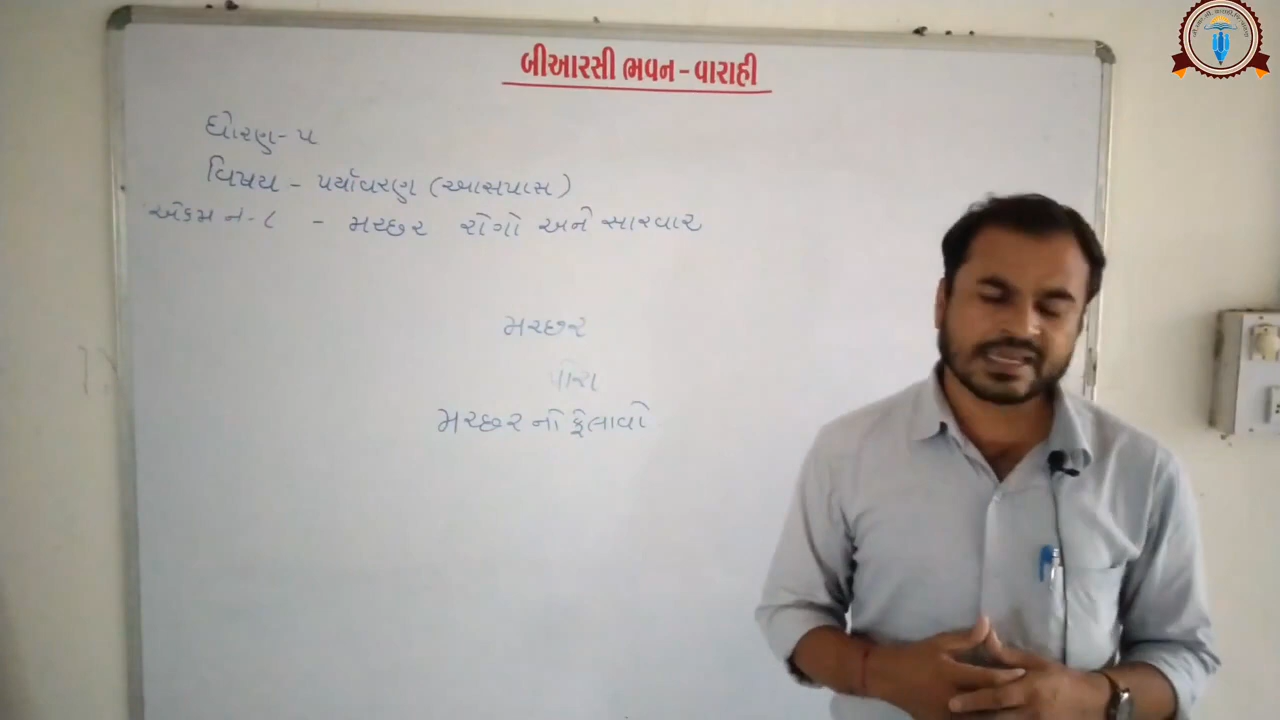 બીઆરસી ભવન - વારાહી
ધોરણ - ૫
વિષય - પર્યાવરણ (આસપાસ)
એકમ નં - ૮ - મચ્છર રોગો અને સારવાર
મચ્છર
મચ્છર નો ફેલાવો